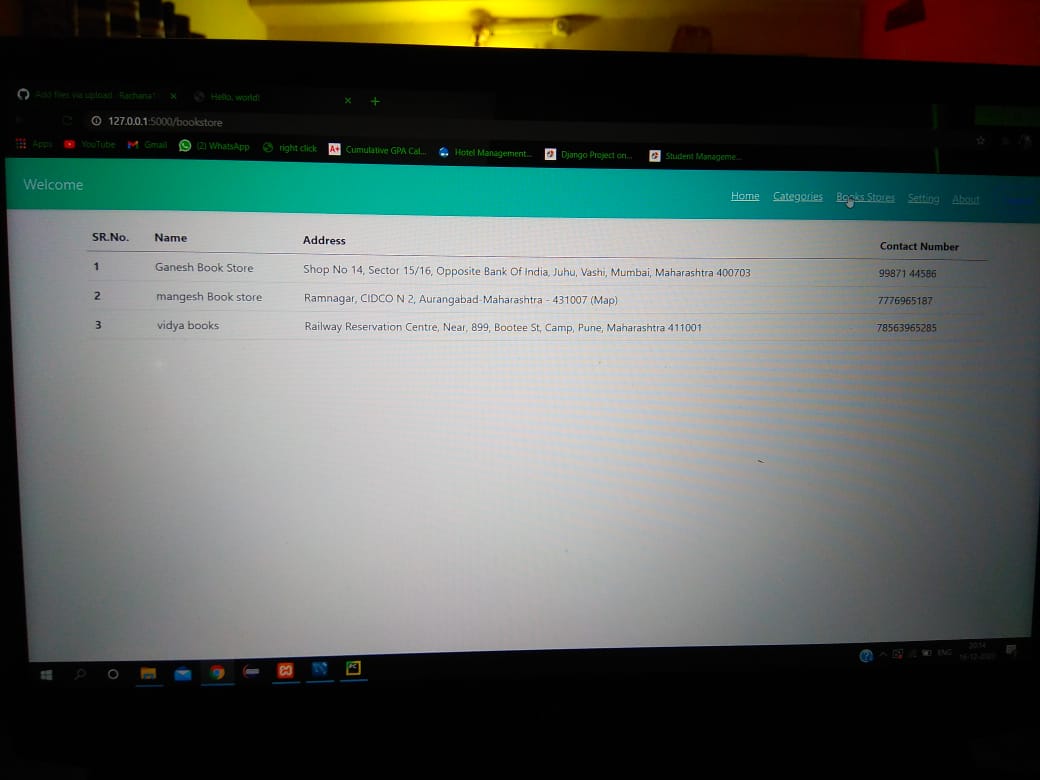 Add files via upload · Rachana1 Hello, world!
127.0.0.1:5000/bookstore
Apps YouTube Gmail (2) WhatsApp right click A+ Cumulative GPA Cal... Hotel Management... Django Project on... Student Manageme...
Welcome Home Categories Books Stores Setting About
SR.No. Name Address Contact Number
1 Ganesh Book Store Shop No 14, Sector 15/16, Opposite Bank Of India, Juhu, Vashi, Mumbai, Maharashtra 400703 99871 44586
2 mangesh Book store Ramnagar, CIDCO N 2, Aurangabad-Maharashtra - 431007 (Map) 7776965187
3 vidya books Railway Reservation Centre, Near, 899, Bootee St, Camp, Pune, Maharashtra 411001 78563965285
ENG 20:14